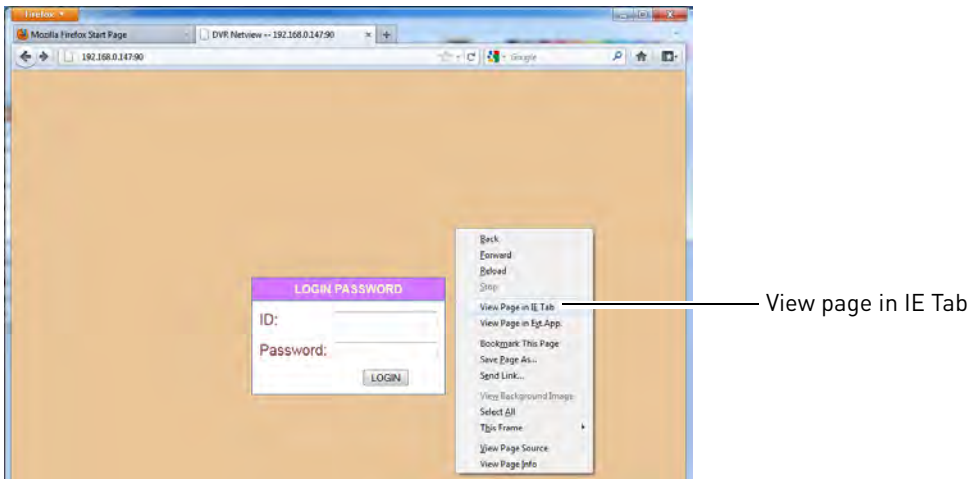 Firefox
Mozilla Firefox Start Page
DVR Netview -- 192.168.0.147:90
192.168.0.147:90
Google
Back
Forward
Reload
Stop
View Page in IE Tab
View page in IE Tab
View Page in Ext.App.
LOGIN PASSWORD
ID:
Password:
LOGIN
Bookmark This Page
Save Page As...
Send Link...
View Background Image
Select All
This Frame
View Page Source
View Page Info